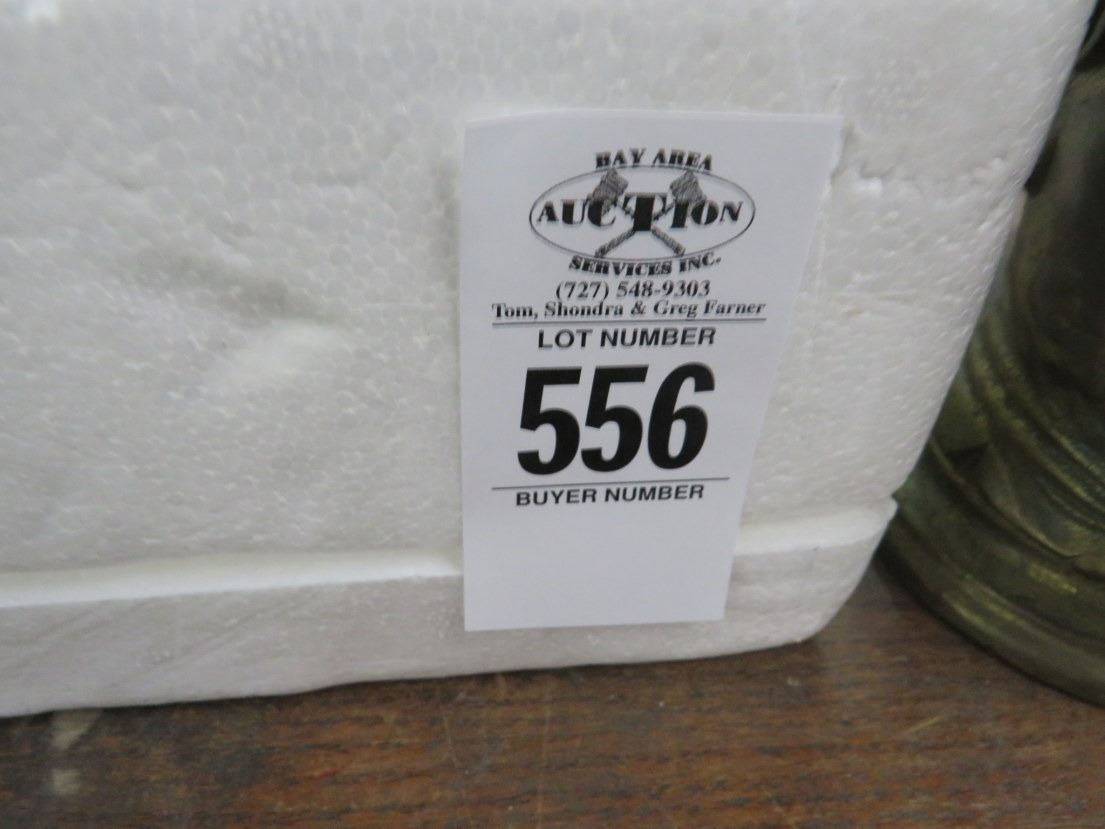 BAY AREA
AUCTION
SERVICES INC.
(727) 548-9303
Tom, Shondra & Greg Farner
LOT NUMBER
556
BUYER NUMBER